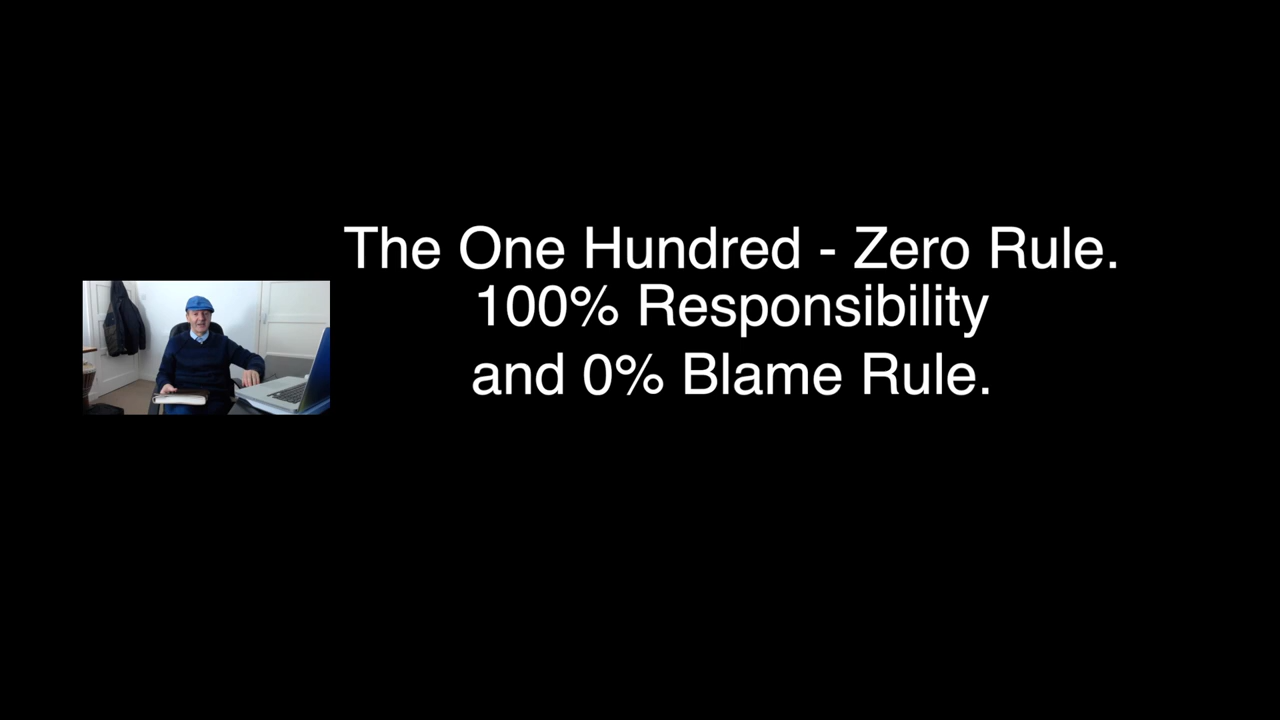 The One Hundred - Zero Rule.
100% Responsibility
and 0% Blame Rule.